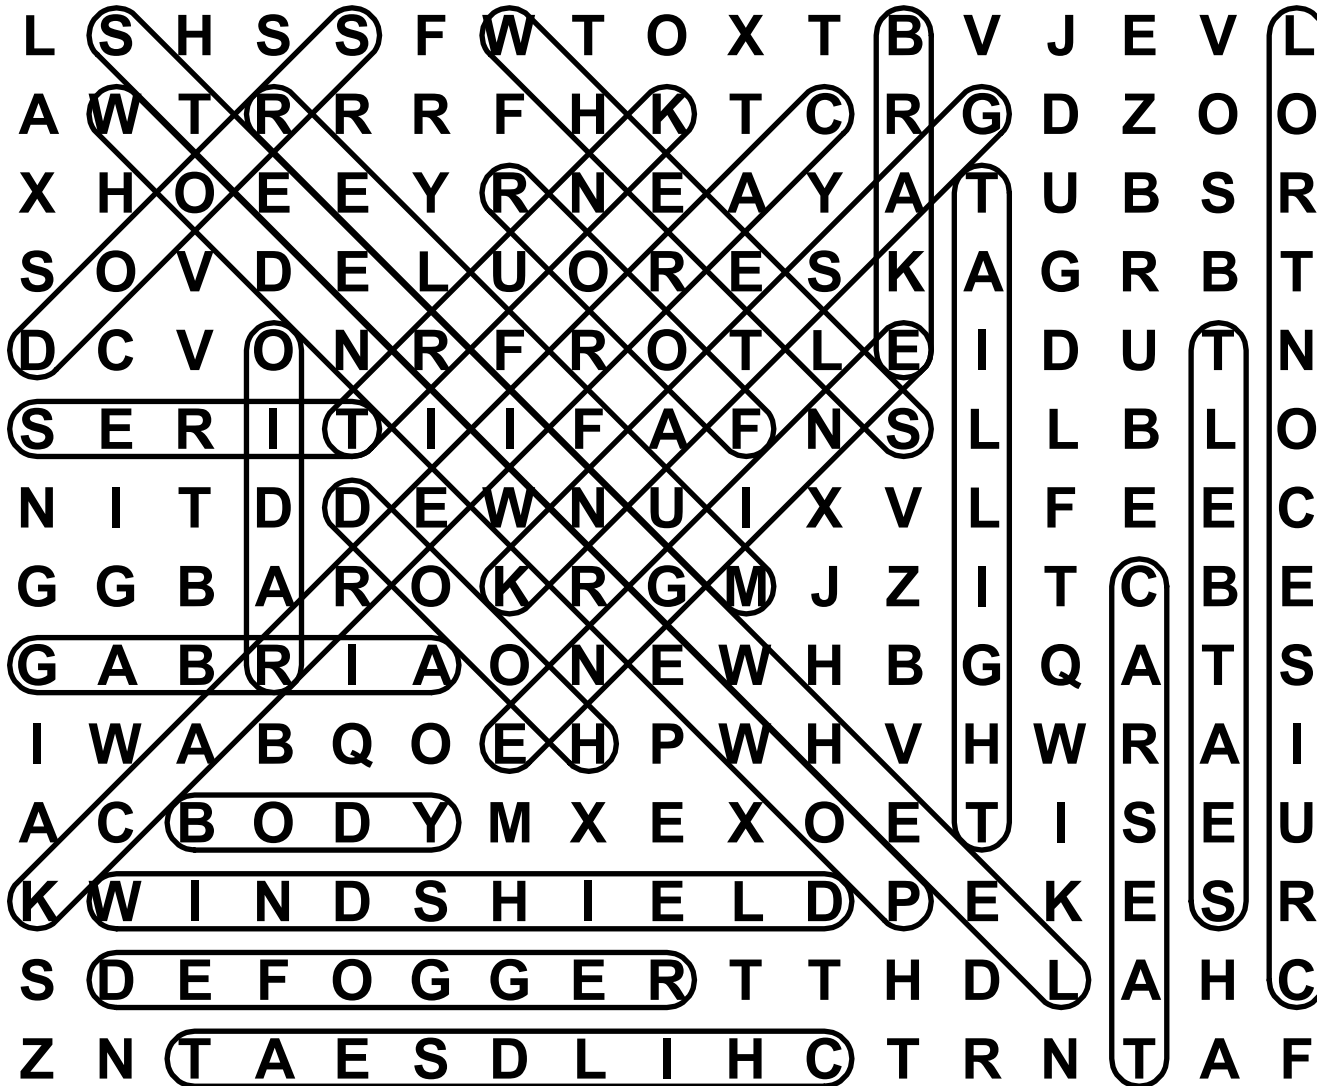 L S H S S F W T O X T B V J E V L
A W T R R R F H K T C R G D Z O O
X H O E E Y R N E A Y A T U B S R
S O V D E L U O R E S K A G R B T
D C V O N R F R O T L E I D U T N
S E R I T I I F A F N S L L B L O
N I T D D E W N U I X V L F E E C
G G B A R O K R G M J Z I T C B E
G A B R I A O N E W H B G Q A T S
I W A B Q O E H P W H V H W R A I
A C B O D Y M X E X O E T I S E U
K W I N D S H I E L D P E K E S R
S D E F O G G E R T T H D L A H C
Z N T A E S D L I H C T R N T A F